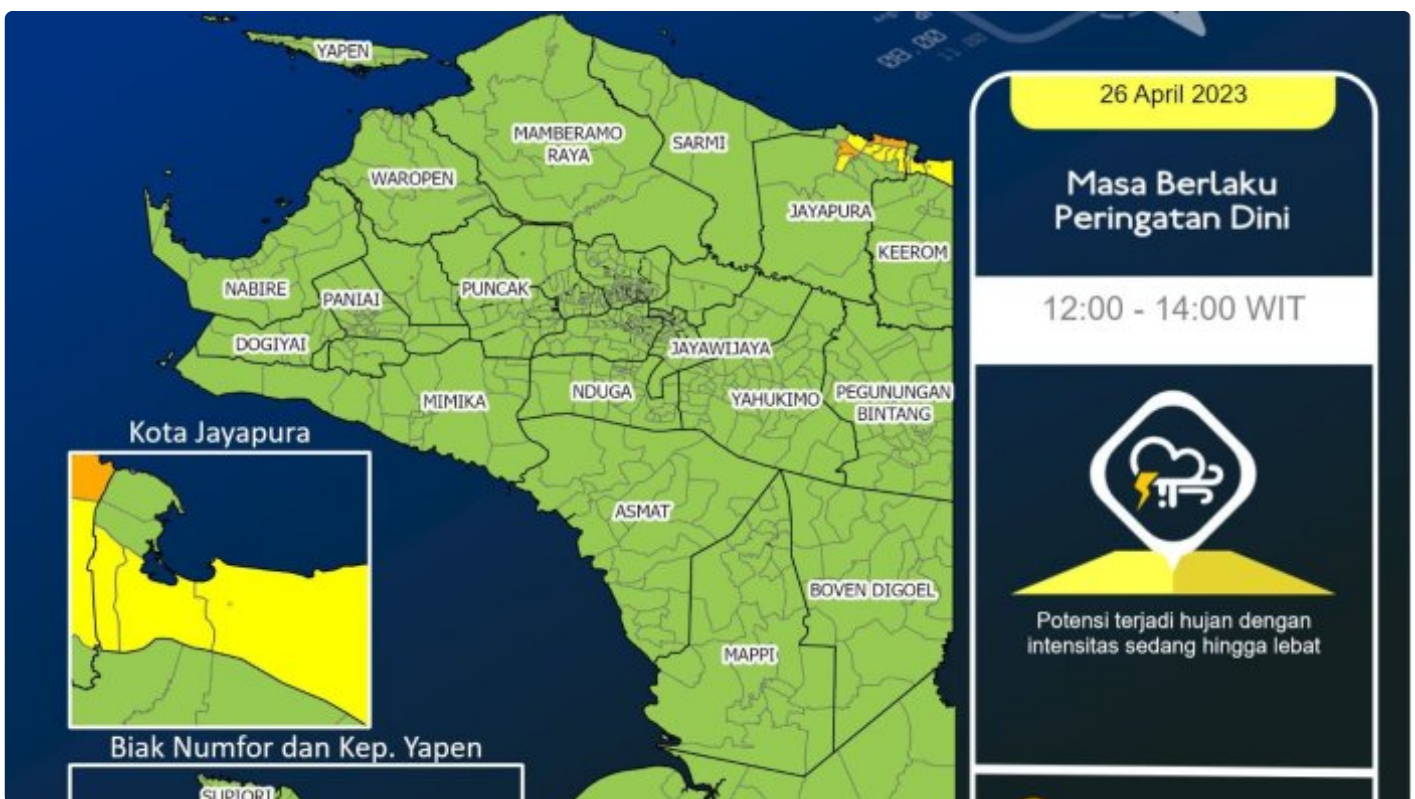 YAPEN
MAMBERAMO
RAYA
SARMI
WAROPEN
JAYAPURA
KEEROM
NABIRE
PANIAI
PUNCAK
DOGIYAI
JAYAWIJAYA
MIMIKA
NDUGA
YAHUKIMO
PEGUNUNGAN
BINTANG
ASMAT
BOVEN DIGOEL
MAPPI
Kota Jayapura
Biak Numfor dan Kep. Yapen
SUPIORI
26 April 2023
Masa Berlaku
Peringatan Dini
12:00 - 14:00 WIT
Potensi terjadi hujan dengan
intensitas sedang hingga lebat